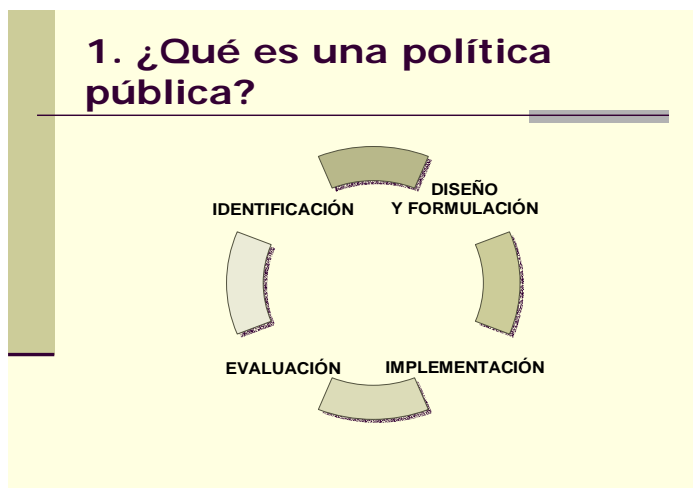 1. ¿Qué es una política
pública?
IDENTIFICACIÓN
DISEÑO
Y FORMULACIÓN
EVALUACIÓN
IMPLEMENTACIÓN